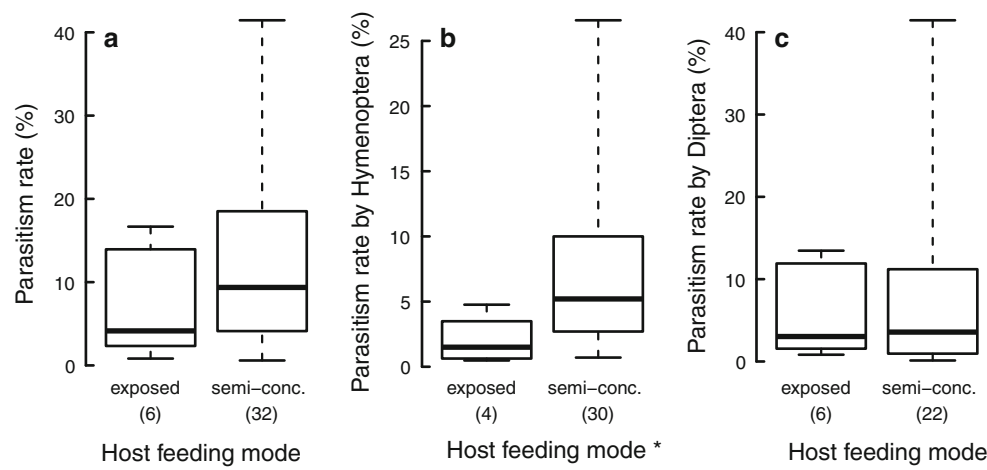 a
Parasitism rate (%)
40
30
20
10
0
exposed semi-conc.
(6) (32)
Host feeding mode
b
Parasitism rate by Hymenoptera (%)
25
20
15
10
5
0
exposed semi-conc.
(4) (30)
Host feeding mode *
c
Parasitism rate by Diptera (%)
40
30
20
10
0
exposed semi-conc.
(6) (22)
Host feeding mode